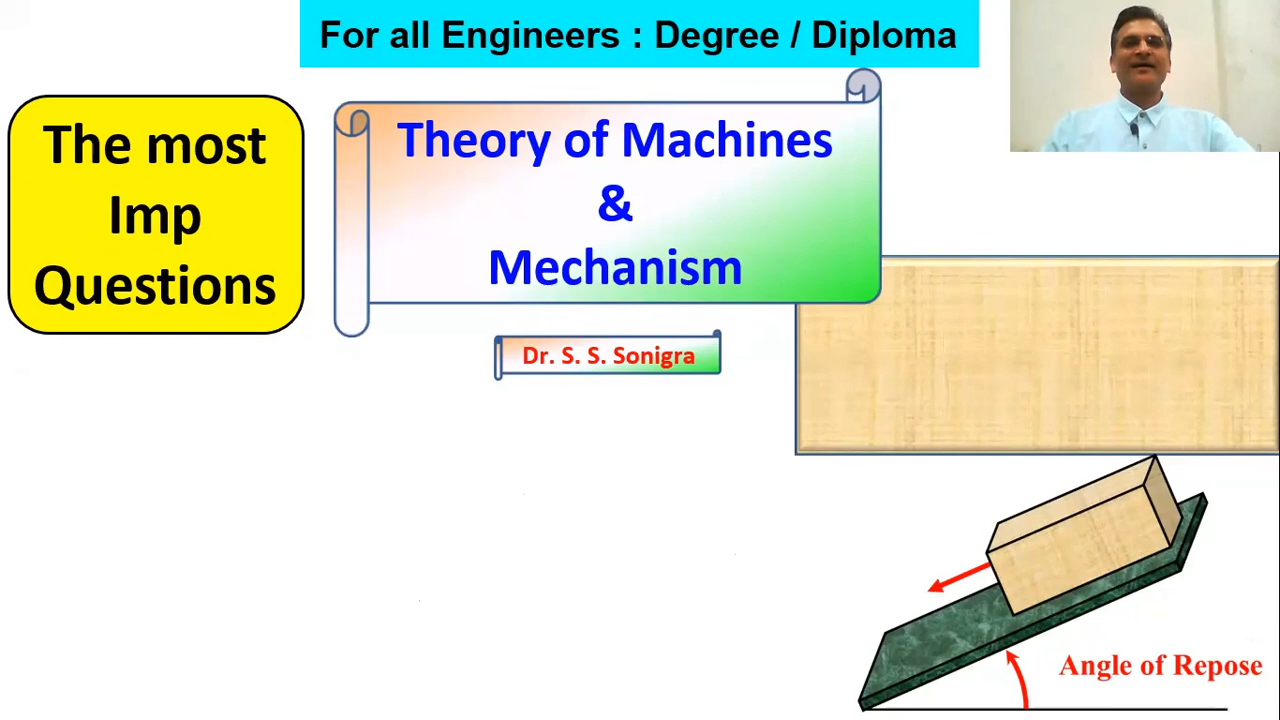 For all Engineers : Degree / Diploma
The most
Imp
Questions
Theory of Machines
&
Mechanism
Dr. S. S. Sonigra
Angle of Repose